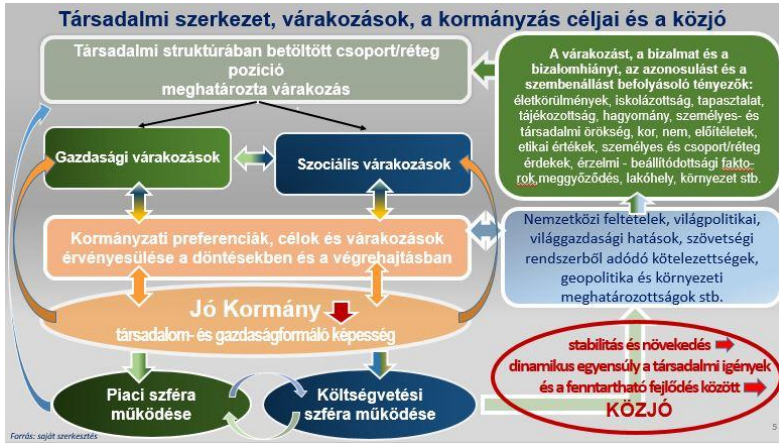 Társadalmi szerkezet, várakozások, a kormányzás céljai és a közjó
Társadalmi struktúrában betöltött csoport/réteg
pozíció
meghatározta várakozás
A várakozást, a bizalmat és a
bizalomhiányt, az azonosulást és a
szembenállást befolyásoló tényezők:
életkörülmények, iskolázottság, tapasztalat,
tájékozottság, hagyomány, személyes- és
társadalmi örökség, kor, nem, előítéletek,
etikai értékek, személyes és csoport/réteg
érdekek, érzelmi - beállítódottsági fakto-
rok,meggyőződés, lakóhely, környezet stb.
Gazdasági várakozások
Szociális várakozások
Kormányzati preferenciák, célok és várakozások
érvényesülése a döntésekben és a végrehajtásban
Nemzetközi feltételek, világpolitikai,
világgazdasági hatások, szövetségi
rendszerből adódó kötelezettségek,
geopolitika és környezeti
meghatározottságok stb.
Jó Kormány
társadalom- és gazdaságformáló képesség
stabilitás és növekedés
dinamikus egyensúly a társadalmi igények
és a fenntartható fejlődés között
KÖZJÓ
Piaci szféra
működése
Költségvetési
szféra működése
Forrás: saját szerkesztés
5